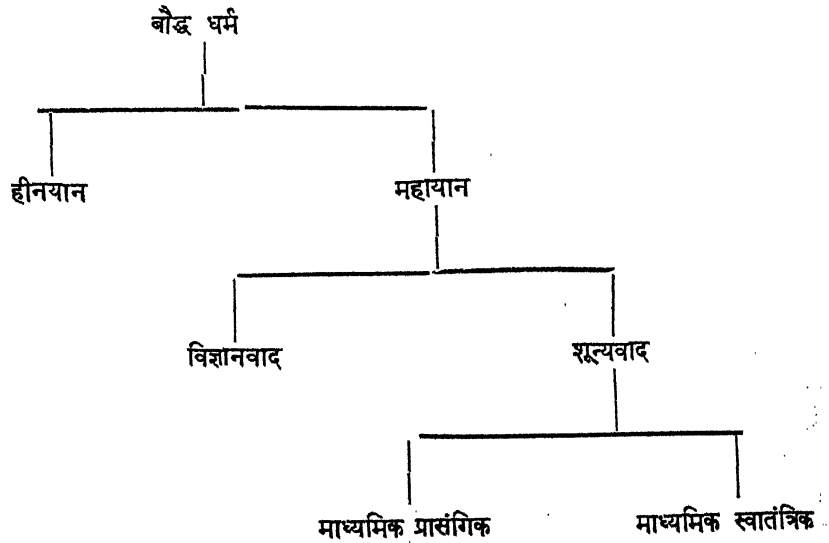 बौद्ध धर्म
हीनयान
महायान
विज्ञानवाद
शून्यवाद
माध्यमिक प्रासंगिक
माध्यमिक स्वातंत्रिक